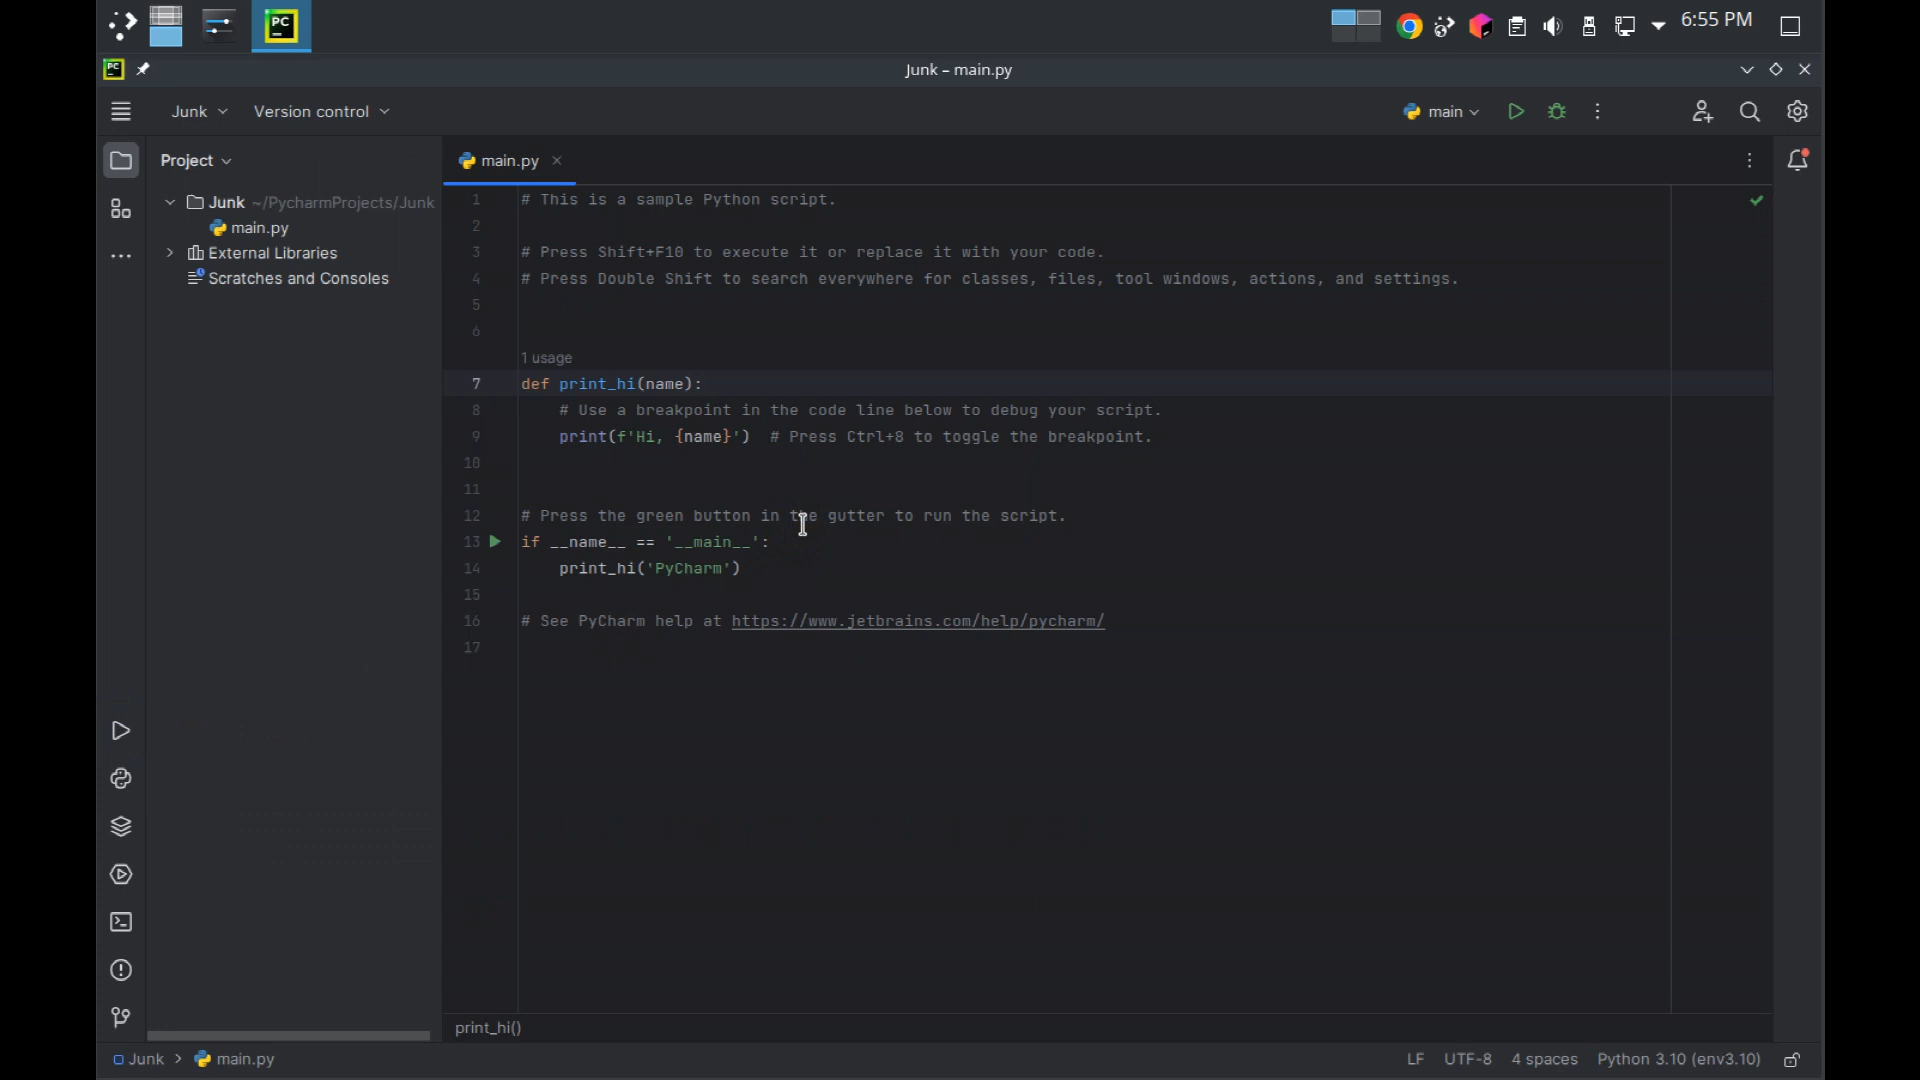 PC
6:55 PM
PC
Junk – main.py
Junk
Version control
main
Project
main.py
Junk ~/PycharmProjects/Junk
main.py
External Libraries
Scratches and Consoles
1 # This is a sample Python script.
2
3 # Press Shift+F10 to execute it or replace it with your code.
4 # Press Double Shift to search everywhere for classes, files, tool windows, actions, and settings.
5
6
1 usage
7 def print_hi(name):
8 # Use a breakpoint in the code line below to debug your script.
9 print(f'Hi, {name}')  # Press Ctrl+8 to toggle the breakpoint.
10
11
12 # Press the green button in the gutter to run the script.
13 if __name__ == '__main__':
14 print_hi('PyCharm')
15
16 # See PyCharm help at https://www.jetbrains.com/help/pycharm/
17
print_hi()
Junk > main.py
LF UTF-8 4 spaces Python 3.10 (env3.10)